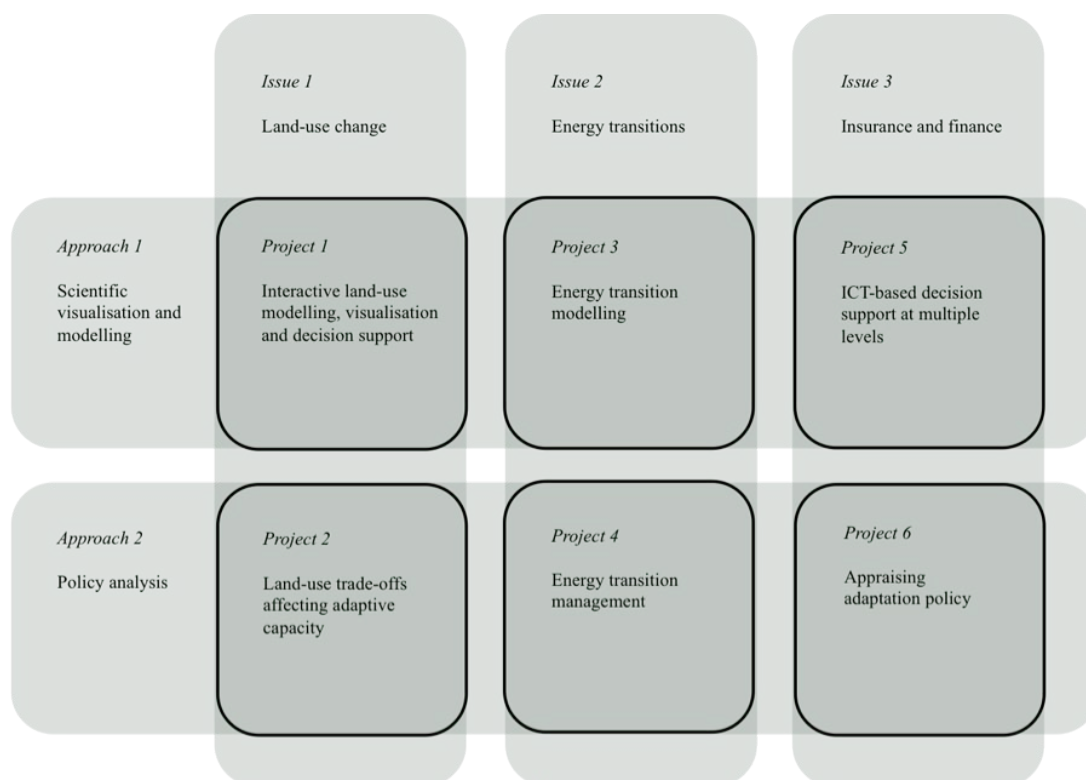 Issue 1
Land-use change
Issue 2
Energy transitions
Issue 3
Insurance and finance
Approach 1
Scientific
visualisation and
modelling
Project 1
Interactive land-use
modelling, visualisation
and decision support
Project 3
Energy transition
modelling
Project 5
ICT-based decision
support at multiple
levels
Approach 2
Policy analysis
Project 2
Land-use trade-offs
affecting adaptive
capacity
Project 4
Energy transition
management
Project 6
Appraising
adaptation policy